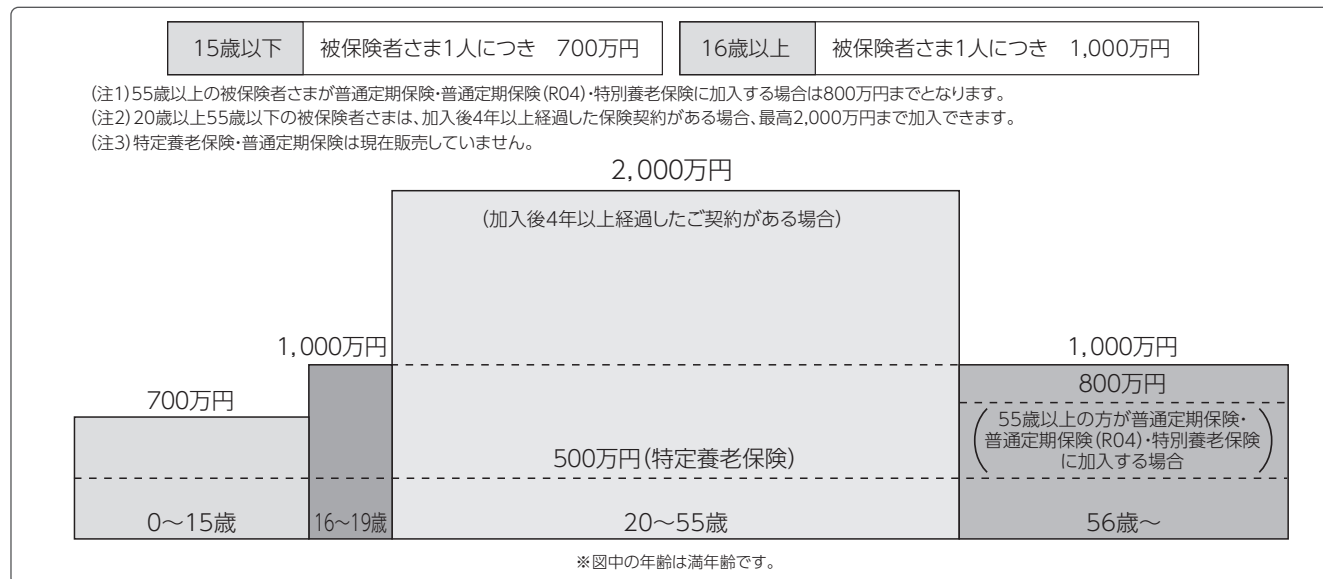 15歳以下 被保険者さま1人につき 700万円 16歳以上 被保険者さま1人につき 1,000万円
(注1)55歳以上の被保険者さまが普通定期保険・普通定期保険(R04)・特別養老保険に加入する場合は800万円までとなります。
(注2)20歳以上55歳以下の被保険者さまは、加入後4年以上経過した保険契約がある場合、最高2,000万円まで加入できます。
(注3)特定養老保険・普通定期保険は現在販売していません。
2,000万円
(加入後4年以上経過したご契約がある場合)
1,000万円
1,000万円
700万円
800万円
55歳以上の方が普通定期保険・
普通定期保険(R04)・特別養老保険
に加入する場合
500万円(特定養老保険)
0〜15歳 16〜19歳 20〜55歳 56歳〜
※図中の年齢は満年齢です。